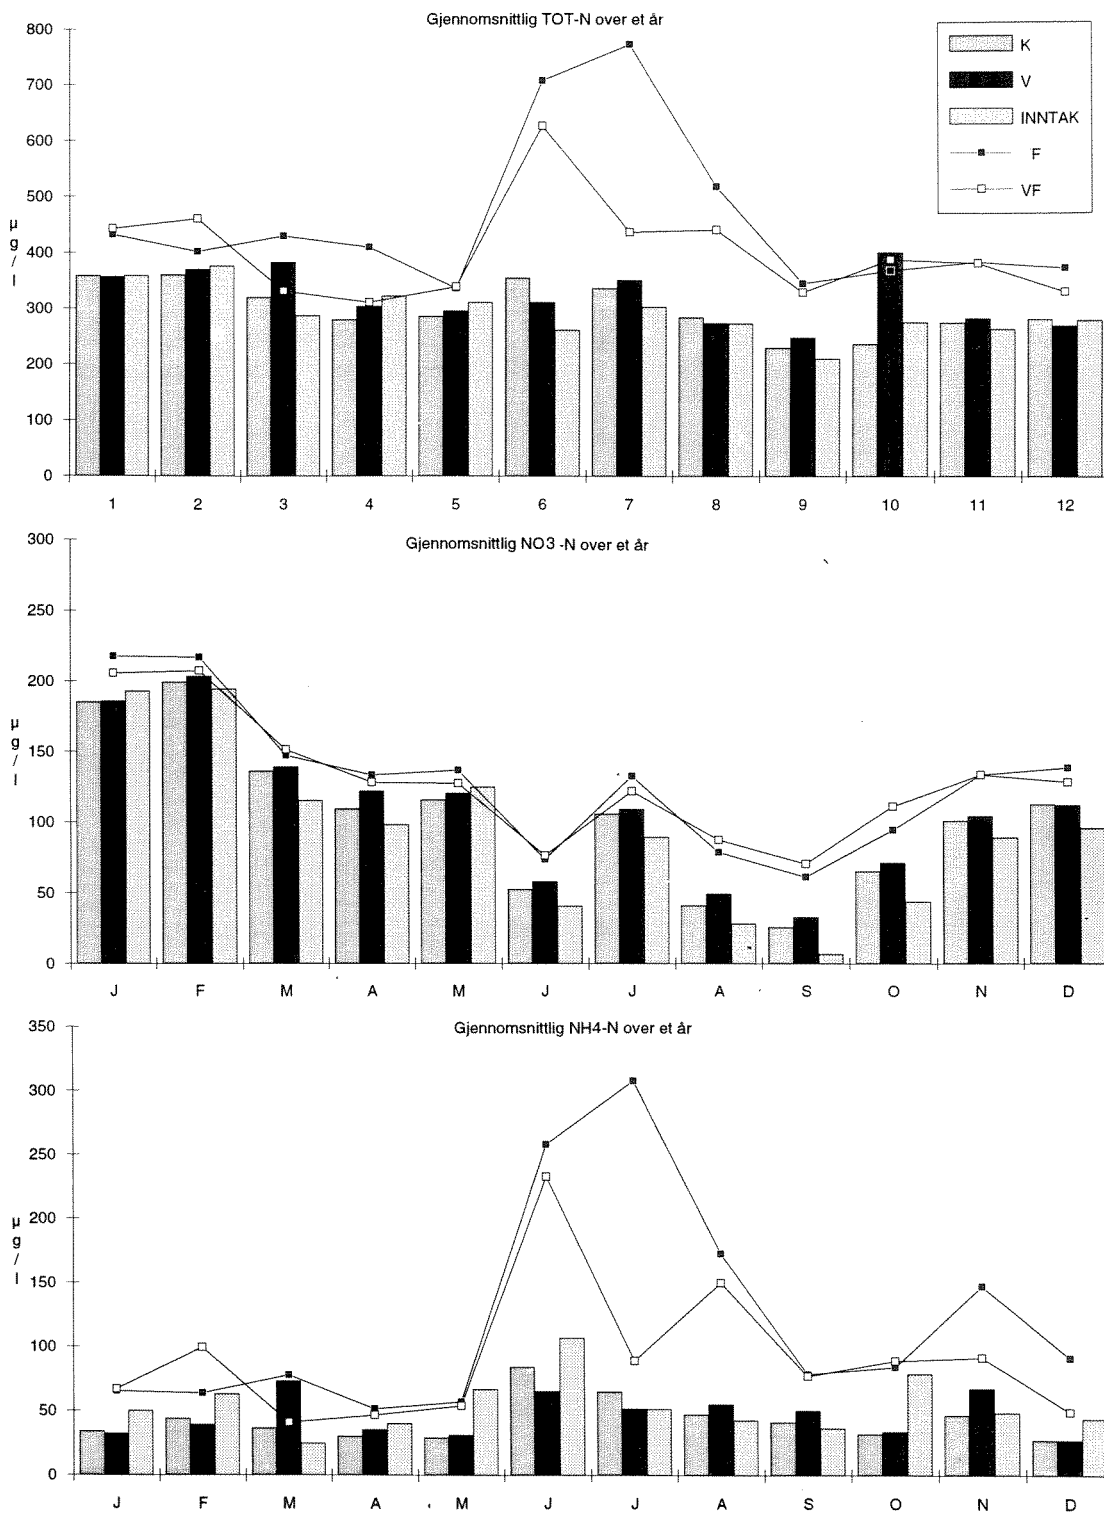 Gjennomsnittlig TOT-N over et år
800
700
600
500
400
300
200
100
0
µ
g
/
l
K
V
INNTAK
F
VF
1 2 3 4 5 6 7 8 9 10 11 12
Gjennomsnittlig NO3 -N over et år
300
250
200
150
100
50
0
µ
g
/
l
J F M A M J J A S O N D
Gjennomsnittlig NH4-N over et år
350
300
250
200
150
100
50
0
µ
g
/
l
J F M A M J J A S O N D